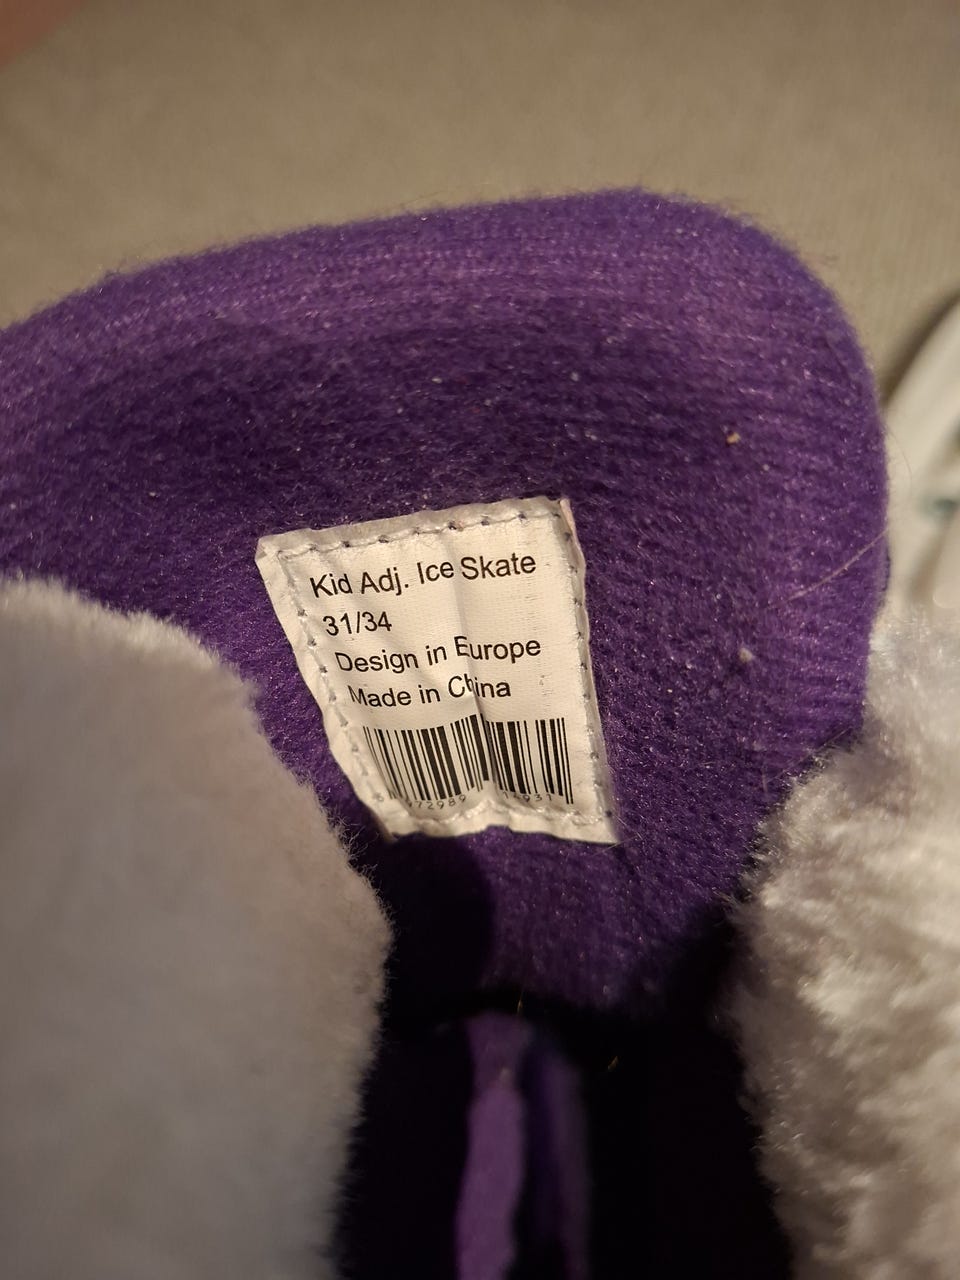 Kid Adj. Ice Skate
31/34
Design in Europe
Made in China